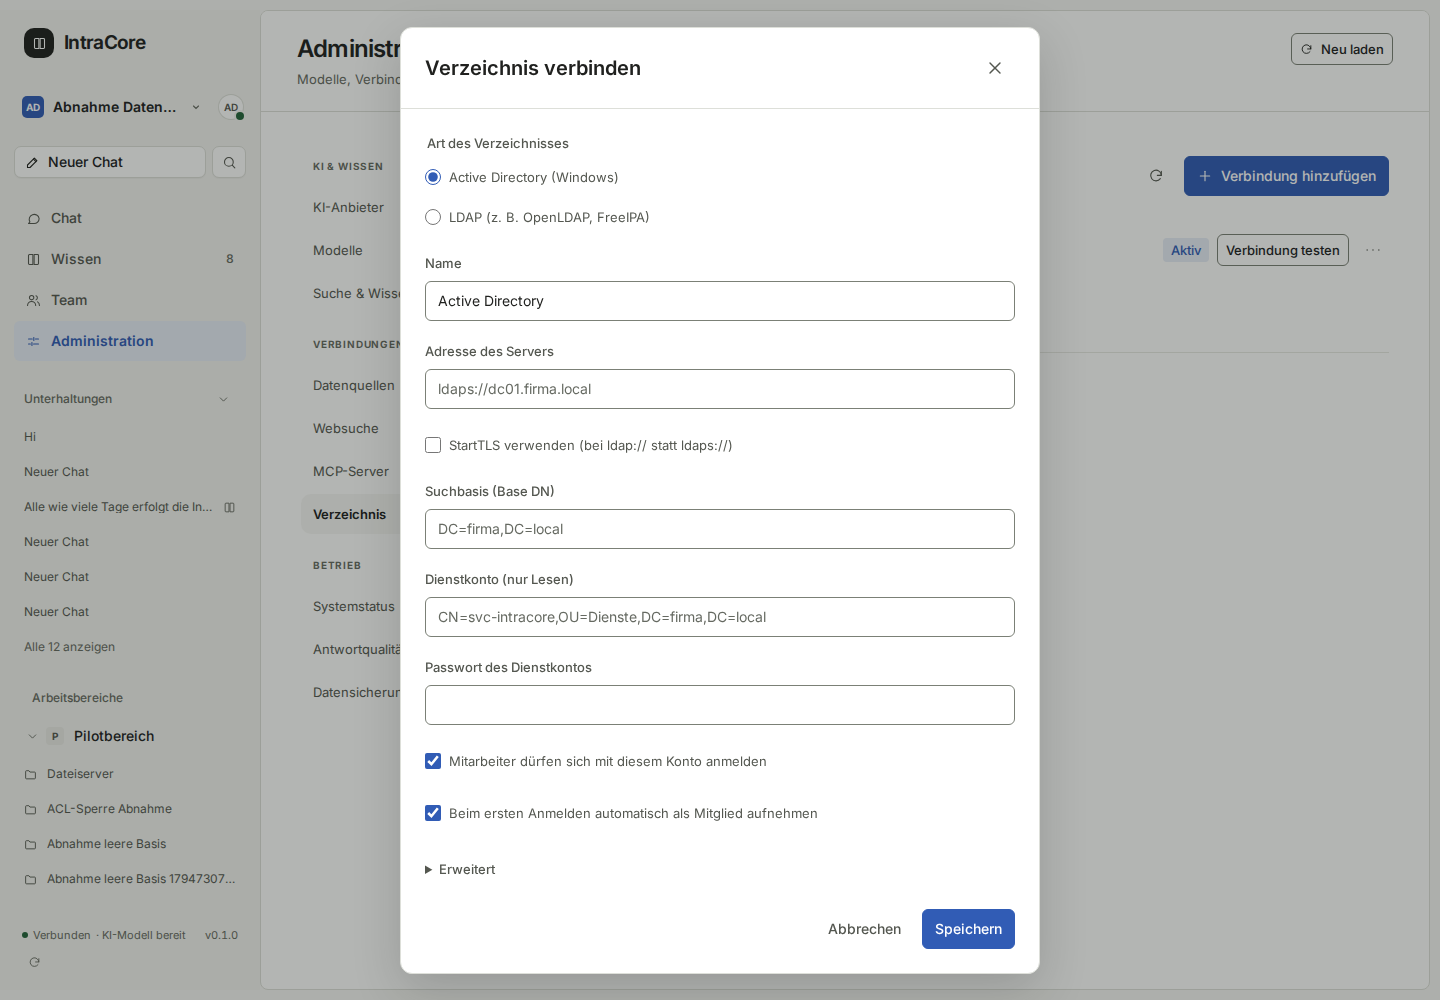 IntraCore
AD Abnahme Daten... AD
Neuer Chat
Chat
Wissen 8
Team
Administration
Unterhaltungen
Hi
Neuer Chat
Alle wie viele Tage erfolgt die In...
Neuer Chat
Neuer Chat
Neuer Chat
Alle 12 anzeigen
Arbeitsbereiche
P Pilotbereich
Dateiserver
ACL-Sperre Abnahme
Abnahme leere Basis
Abnahme leere Basis 17947307...
Verbunden · KI-Modell bereit v0.1.0
Neu laden
KI & WISSEN
KI-Anbieter
Modelle
VERBINDUNGEN
Datenquellen
Websuche
MCP-Server
Verzeichnis
BETRIEB
Systemstatus
Verbindung hinzufügen
Aktiv Verbindung testen ...
Verzeichnis verbinden
Art des Verzeichnisses
Active Directory (Windows)
LDAP (z. B. OpenLDAP, FreeIPA)
Name
Active Directory
Adresse des Servers
ldaps://dc01.firma.local
StartTLS verwenden (bei ldap:// statt ldaps://)
Suchbasis (Base DN)
DC=firma,DC=local
Dienstkonto (nur Lesen)
CN=svc-intracore,OU=Dienste,DC=firma,DC=local
Passwort des Dienstkontos
Mitarbeiter dürfen sich mit diesem Konto anmelden
Beim ersten Anmelden automatisch als Mitglied aufnehmen
Erweitert
Abbrechen Speichern